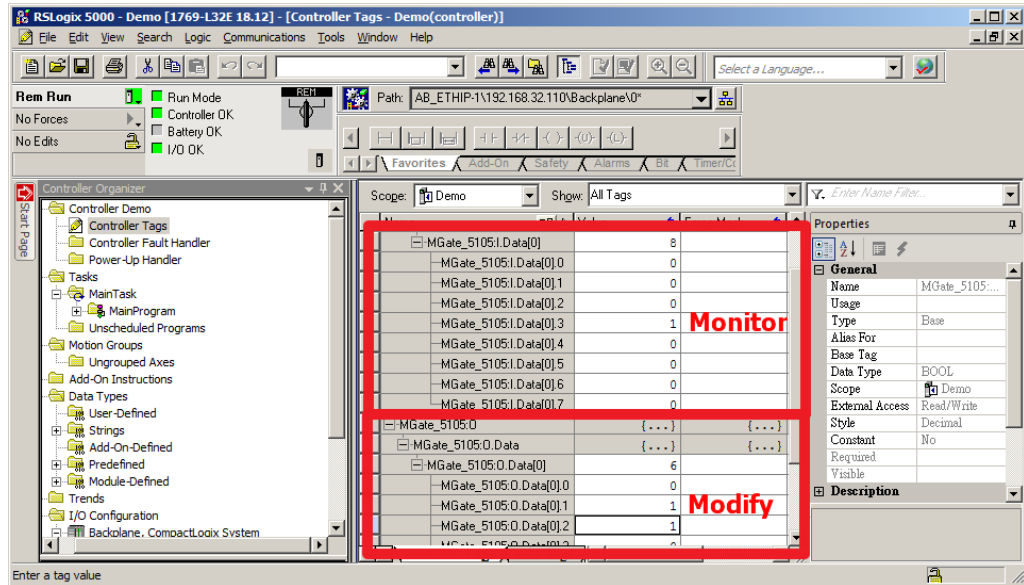 RSLogix 5000 - Demo [1769-L32E 18.12] - [Controller Tags - Demo(controller)]
File Edit View Search Logic Communications Tools Window Help
Select a Language...
Rem Run
Run Mode
Controller OK
Battery OK
I/O OK
No Forces
No Edits
REM
Path: AB_ETHIP-1\192.168.32.110\Backplane\0*
Favorites Add-On Safety Alarms Bit
Start Page
Controller Organizer
Controller Demo
Controller Tags
Controller Fault Handler
Power-Up Handler
Tasks
MainTask
MainProgram
Unscheduled Programs
Motion Groups
Ungrouped Axes
Add-On Instructions
Data Types
User-Defined
Strings
Add-On-Defined
Predefined
Module-Defined
Trends
I/O Configuration
Backplane, CompactLogix System
Scope: Demo Show: All Tags
Enter Name Filter...
MGate_5105:I.Data[0] 8
MGate_5105:I.Data[0].0 0
MGate_5105:I.Data[0].1 0
MGate_5105:I.Data[0].2 0
MGate_5105:I.Data[0].3 1
MGate_5105:I.Data[0].4 0
MGate_5105:I.Data[0].5 0
MGate_5105:I.Data[0].6 0
MGate_5105:I.Data[0].7 0
Monitor
MGate_5105:O {...} {...}
MGate_5105:O.Data {...} {...}
MGate_5105:O.Data[0] 6
MGate_5105:O.Data[0].0 0
MGate_5105:O.Data[0].1 1
MGate_5105:O.Data[0].2 1
Modify
Properties
General
Name MGate_5105:...
Usage
Type Base
Alias For
Base Tag
Data Type BOOL
Scope Demo
External Access Read/Write
Style Decimal
Constant No
Required
Visible
Description
Enter a tag value